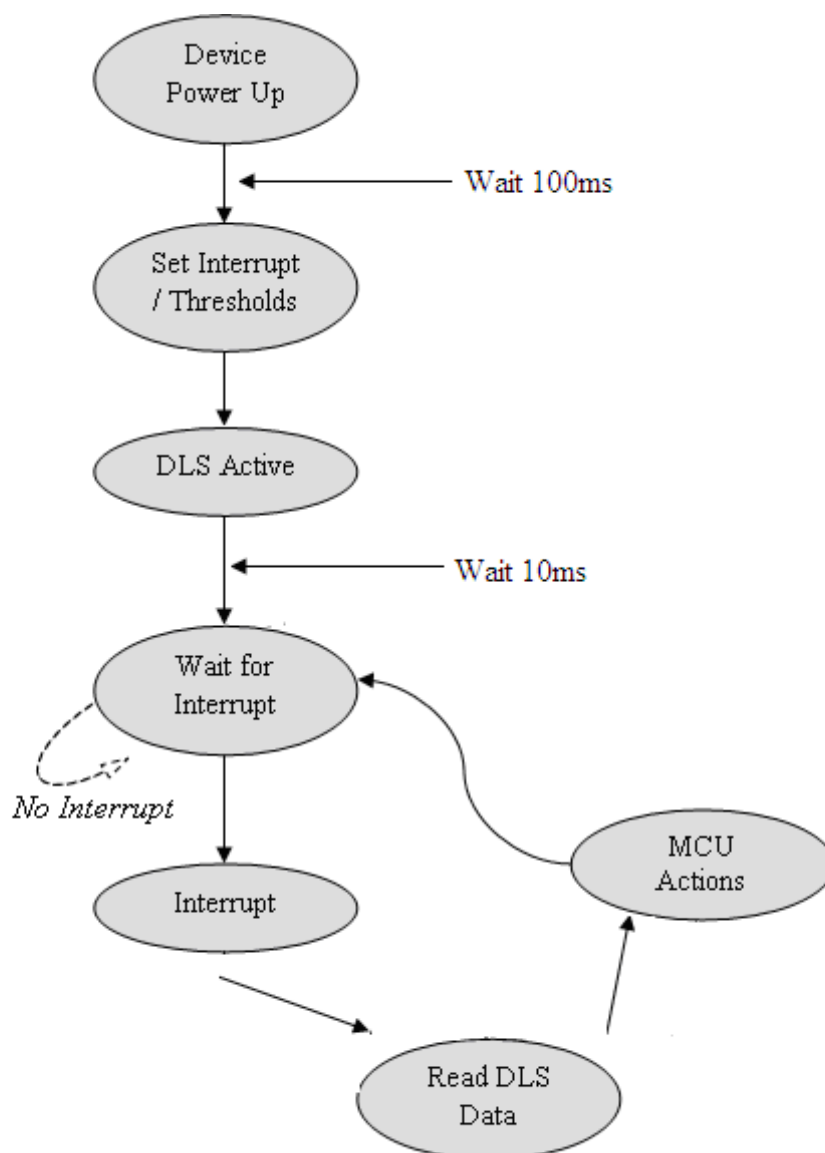 Device
Power Up
Wait 100ms
Set Interrupt
/ Thresholds
DLS Active
Wait 10ms
Wait for
Interrupt
No Interrupt
MCU
Actions
Interrupt
Read DLS
Data